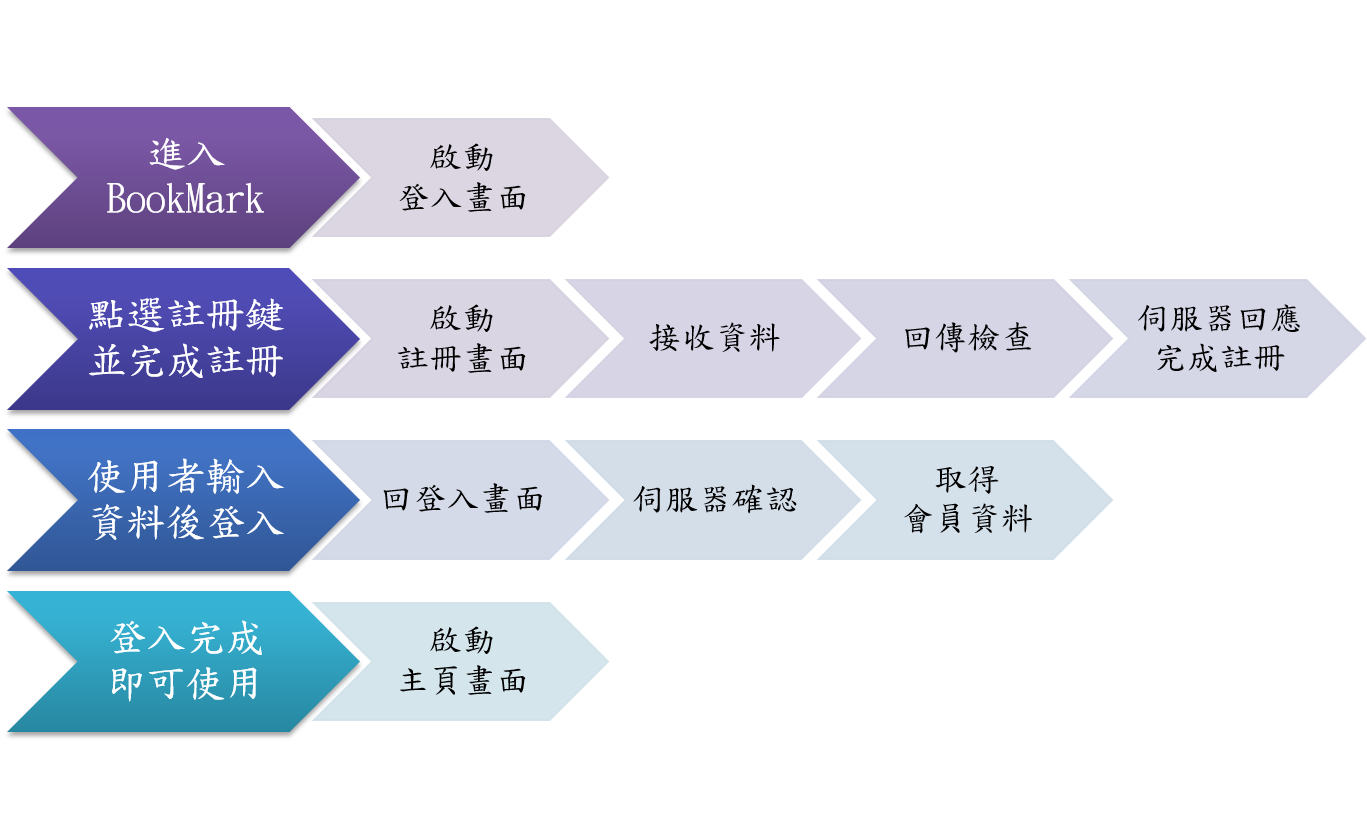 進入
BookMark
啟動
登入畫面
點選註冊鍵
並完成註冊
啟動
註冊畫面
接收資料
回傳檢查
伺服器回應
完成註冊
使用者輸入
資料後登入
回登入畫面
伺服器確認
取得
會員資料
登入完成
即可使用
啟動
主頁畫面